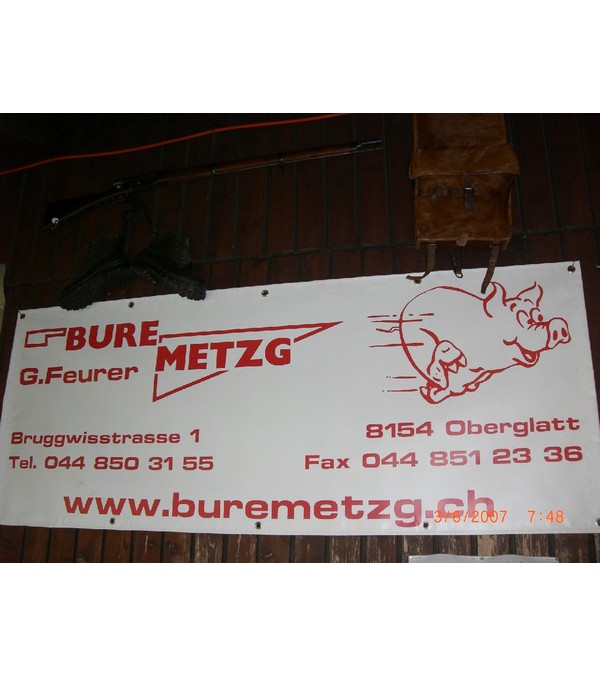 BURE
METZG
G.Feurer
Bruggwisstrasse 1
8154 Oberglatt
Tel. 044 850 31 55
Fax 044 851 23 36
www.buremetzg.ch
3/6/2007 7:48